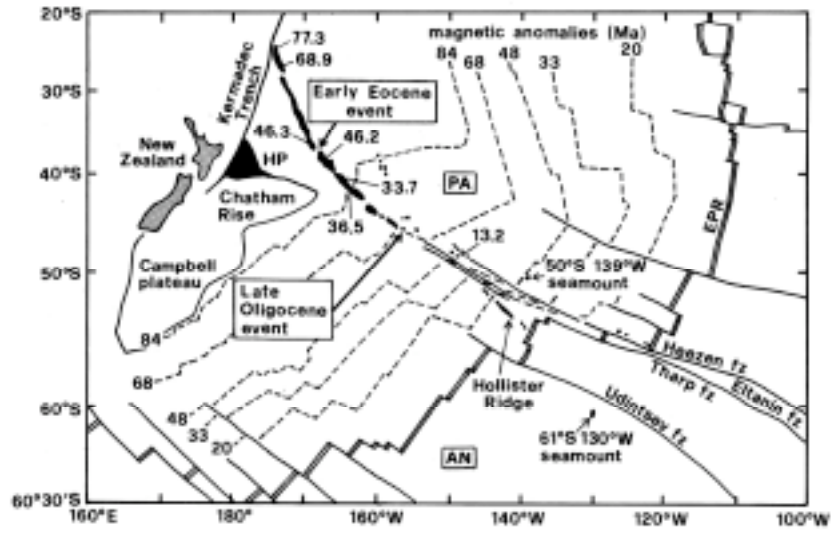 20°S
30°S
40°S
50°S
60°S
60°30'S
160°E
180°
160°W
140°W
120°W
100°W
77.3
68.9
magnetic anomalies (Ma)
84
68
48
33
20
Kermadec
Trench
Early Eocene
event
46.3
46.2
New
Zealand
HP
33.7
PA
Chatham
Rise
36.5
EPR
13.2
50°S 139°W
seamount
Campbell
plateau
Late
Oligocene
event
84
68
48
33
20
Hollister
Ridge
Heezen fz
Tharp fz
Eltanin fz
Udintsev fz
61°S 130°W
seamount
AN